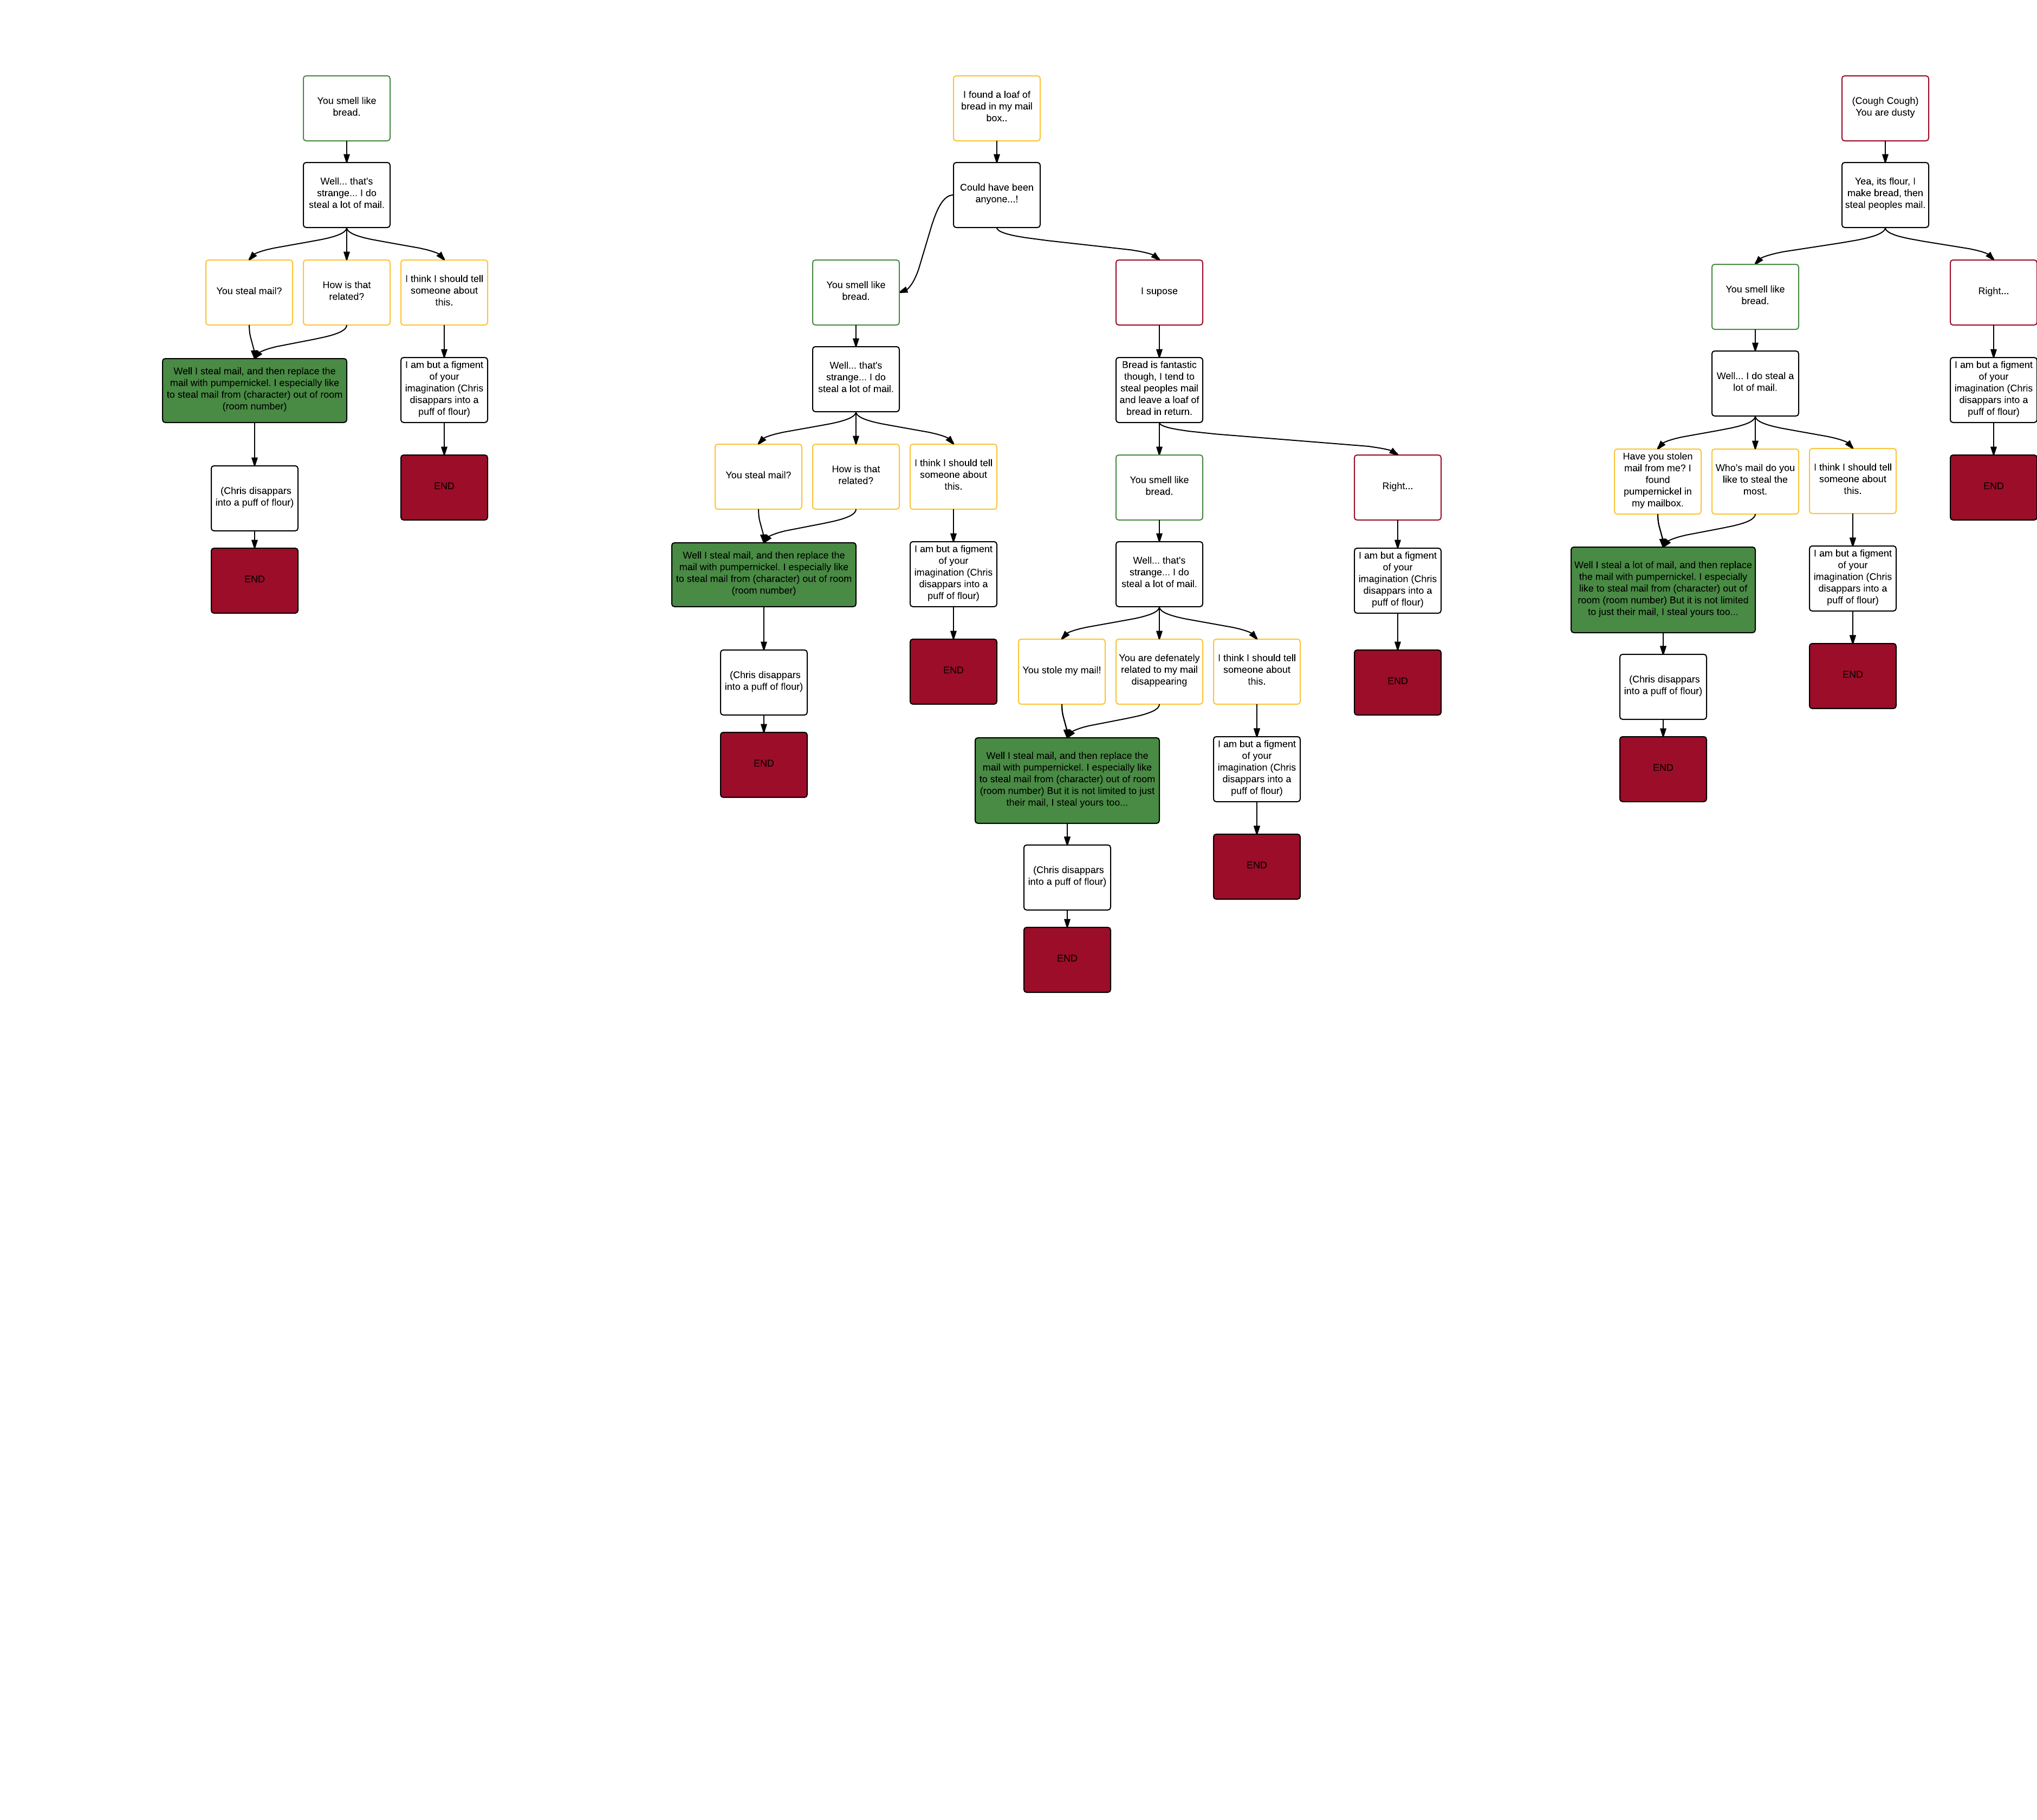 You smell like
bread.
Well... that's
strange... I do
steal a lot of mail.
You steal mail?
How is that
related?
I think I should tell
someone about
this.
Well I steal mail, and then replace the
mail with pumpernickel. I especially like
to steal mail from (character) out of room
(room number)
I am but a figment
of your
imagination (Chris
disappars into a
puff of flour)
(Chris disappars
into a puff of flour)
END
END
I found a loaf of
bread in my mail
box..
Could have been
anyone...!
You smell like
bread.
I supose
Well... that's
strange... I do
steal a lot of mail.
Bread is fantastic
though, I tend to
steal peoples mail
and leave a loaf of
bread in return.
You steal mail?
How is that
related?
I think I should tell
someone about
this.
You smell like
bread.
Right...
Well I steal mail, and then replace the
mail with pumpernickel. I especially like
to steal mail from (character) out of room
(room number)
I am but a figment
of your
imagination (Chris
disappars into a
puff of flour)
Well... that's
strange... I do
steal a lot of mail.
I am but a figment
of your
imagination (Chris
disappars into a
puff of flour)
(Chris disappars
into a puff of flour)
END
You stole my mail!
You are defenately
related to my mail
disappearing
I think I should tell
someone about
this.
END
END
Well I steal mail, and then replace the
mail with pumpernickel. I especially like
to steal mail from (character) out of room
(room number) But it is not limited to just
their mail, I steal yours too...
I am but a figment
of your
imagination (Chris
disappars into a
puff of flour)
(Chris disappars
into a puff of flour)
END
END
(Cough Cough)
You are dusty
Yea, its flour, I
make bread, then
steal peoples mail.
You smell like
bread.
Right...
Well... I do steal a
lot of mail.
I am but a figment
of your
imagination (Chris
disappars into a
puff of flour)
Have you stolen
mail from me? I
found
pumpernickel in
my mailbox.
Who's mail do you
like to steal the
most.
I think I should tell
someone about
this.
END
Well I steal a lot of mail, and then replace
the mail with pumpernickel. I especially
like to steal mail from (character) out of
room (room number) But it is not limited
to just their mail, I steal yours too...
I am but a figment
of your
imagination (Chris
disappars into a
puff of flour)
(Chris disappars
into a puff of flour)
END
END